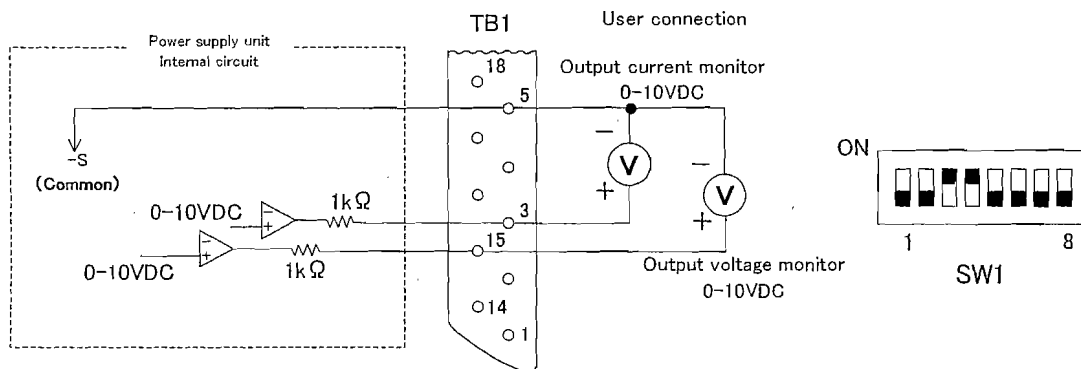 Power supply unit
Internal circuit
-S
(Common)
0-10VDC
1kΩ
0-10VDC
1kΩ
TB1
18
5
3
15
14
1
User connection
Output current monitor
0-10VDC
-
V
+
-
V
+
Output voltage monitor
0-10VDC
ON
1 8
SW1